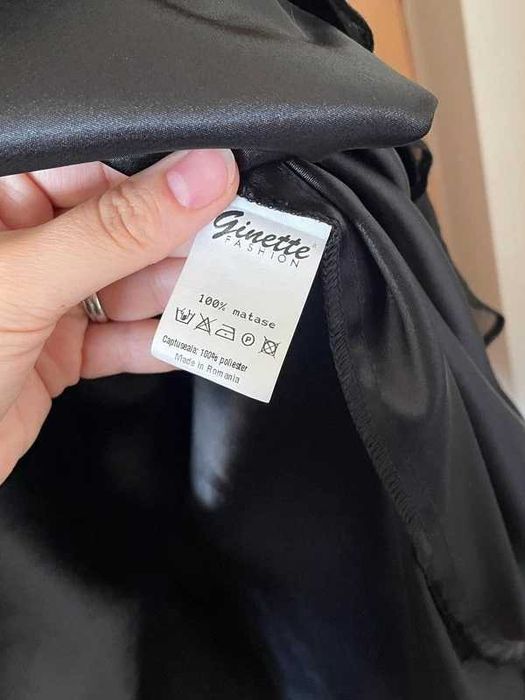 Ginette
FASHION
100% matase
P
Captuseala: 100% poliester
Made in Romania